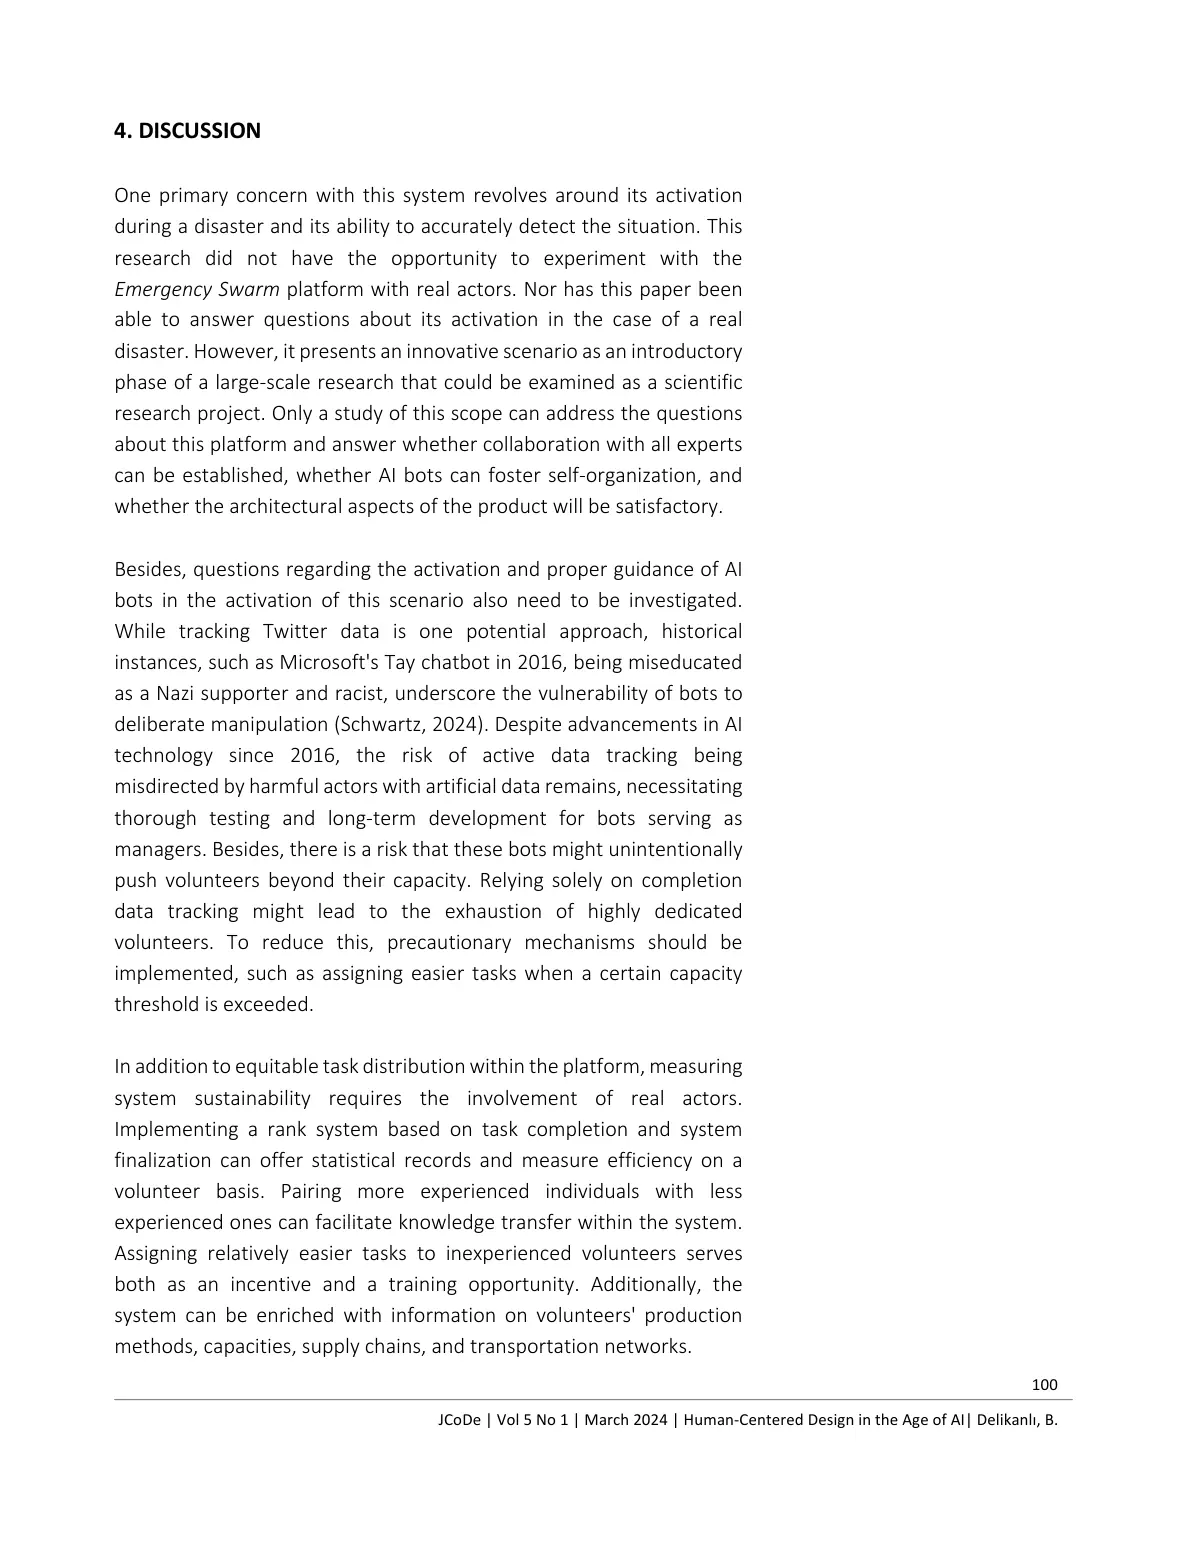 4. DISCUSSION
One primary concern with this system revolves around its activation
during a disaster and its ability to accurately detect the situation. This
research did not have the opportunity to experiment with the
Emergency Swarm platform with real actors. Nor has this paper been
able to answer questions about its activation in the case of a real
disaster. However, it presents an innovative scenario as an introductory
phase of a large-scale research that could be examined as a scientific
research project. Only a study of this scope can address the questions
about this platform and answer whether collaboration with all experts
can be established, whether AI bots can foster self-organization, and
whether the architectural aspects of the product will be satisfactory.
Besides, questions regarding the activation and proper guidance of AI
bots in the activation of this scenario also need to be investigated.
While tracking Twitter data is one potential approach, historical
instances, such as Microsoft's Tay chatbot in 2016, being miseducated
as a Nazi supporter and racist, underscore the vulnerability of bots to
deliberate manipulation (Schwartz, 2024). Despite advancements in AI
technology since 2016, the risk of active data tracking being
misdirected by harmful actors with artificial data remains, necessitating
thorough testing and long-term development for bots serving as
managers. Besides, there is a risk that these bots might unintentionally
push volunteers beyond their capacity. Relying solely on completion
data tracking might lead to the exhaustion of highly dedicated
volunteers. To reduce this, precautionary mechanisms should be
implemented, such as assigning easier tasks when a certain capacity
threshold is exceeded.
In addition to equitable task distribution within the platform, measuring
system sustainability requires the involvement of real actors.
Implementing a rank system based on task completion and system
finalization can offer statistical records and measure efficiency on a
volunteer basis. Pairing more experienced individuals with less
experienced ones can facilitate knowledge transfer within the system.
Assigning relatively easier tasks to inexperienced volunteers serves
both as an incentive and a training opportunity. Additionally, the
system can be enriched with information on volunteers' production
methods, capacities, supply chains, and transportation networks.
100
JCoDe | Vol 5 No 1 | March 2024 | Human-Centered Design in the Age of AI| Delikanlı, B.